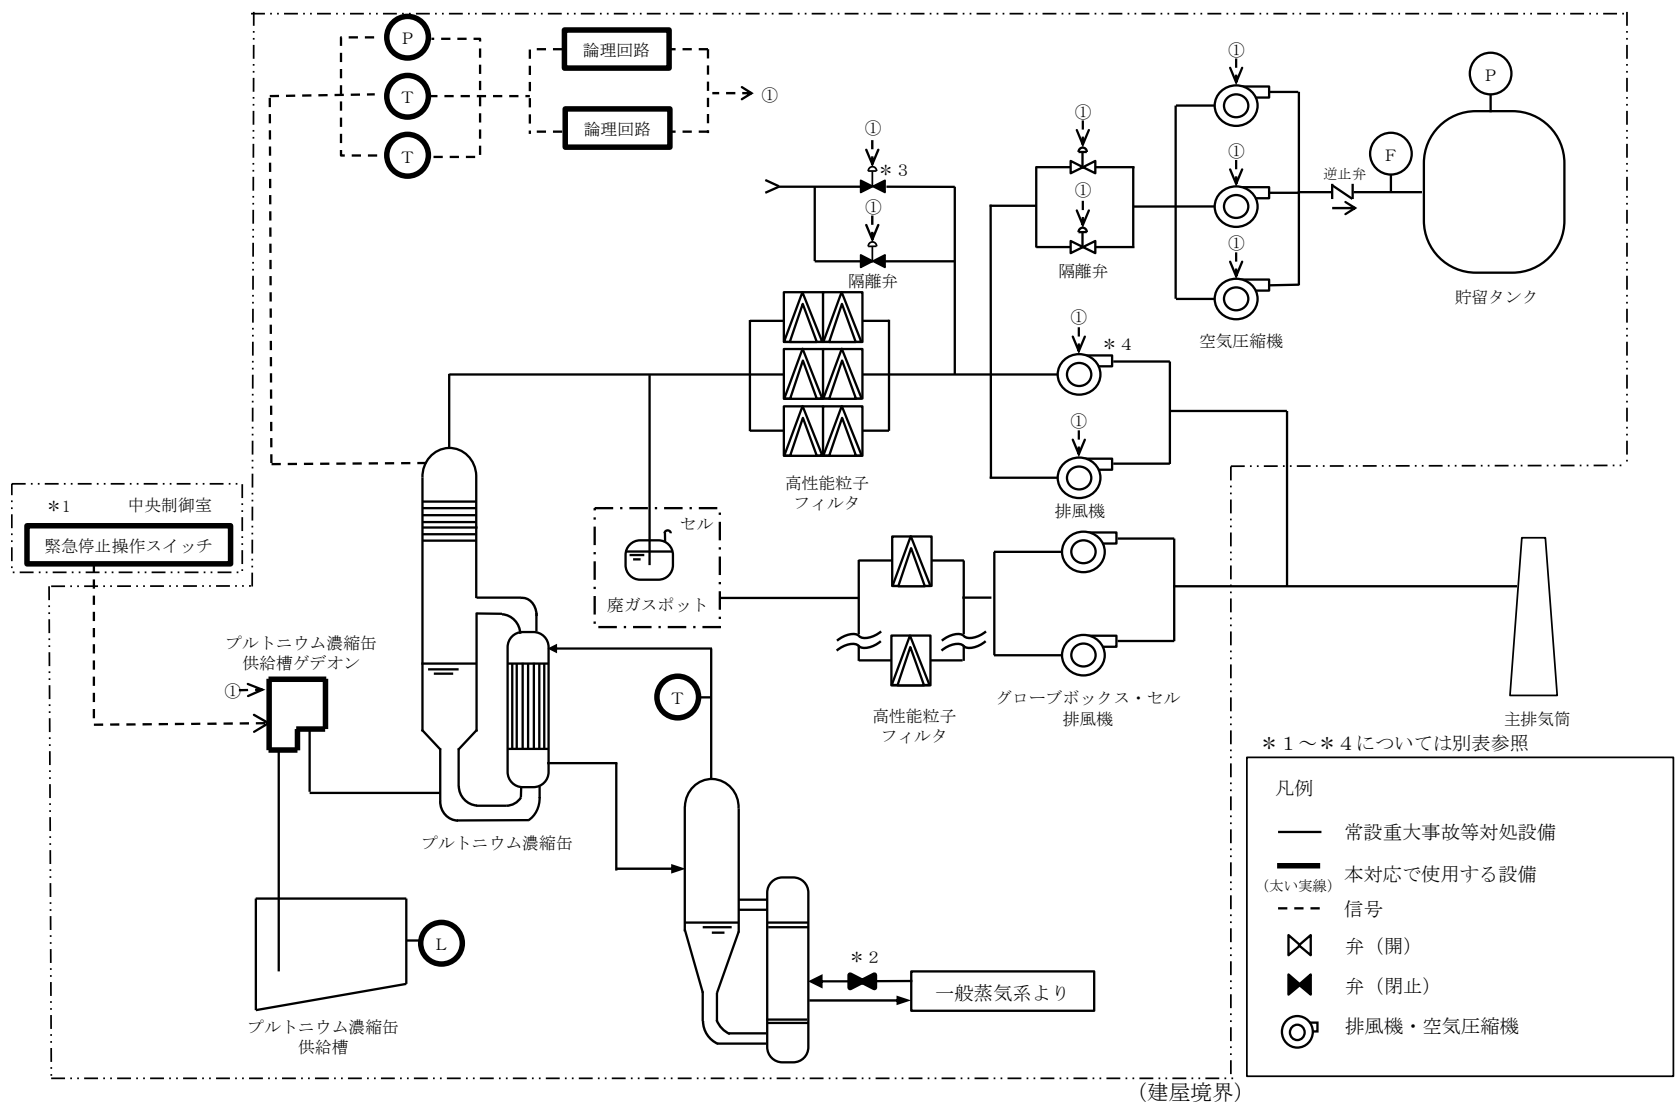 P
T
T
論理回路
論理回路
①
①
＊3
①
隔離弁
①
①
隔離弁
①
①
①
空気圧縮機
逆止弁
F
P
貯留タンク
高性能粒子
フィルタ
①
＊4
①
排風機
＊1
中央制御室
緊急停止操作スイッチ
セル
廃ガスポット
高性能粒子
フィルタ
グローブボックス・セル
排風機
主排気筒
プルトニウム濃縮缶
供給槽ゲデオン
①
T
プルトニウム濃縮缶
L
プルトニウム濃縮缶
供給槽
＊2
一般蒸気系より
＊1～＊4については別表参照
凡例
常設重大事故等対処設備
(太い実線)
本対応で使用する設備
信号
弁（開）
弁（閉止）
排風機・空気圧縮機
(建屋境界)